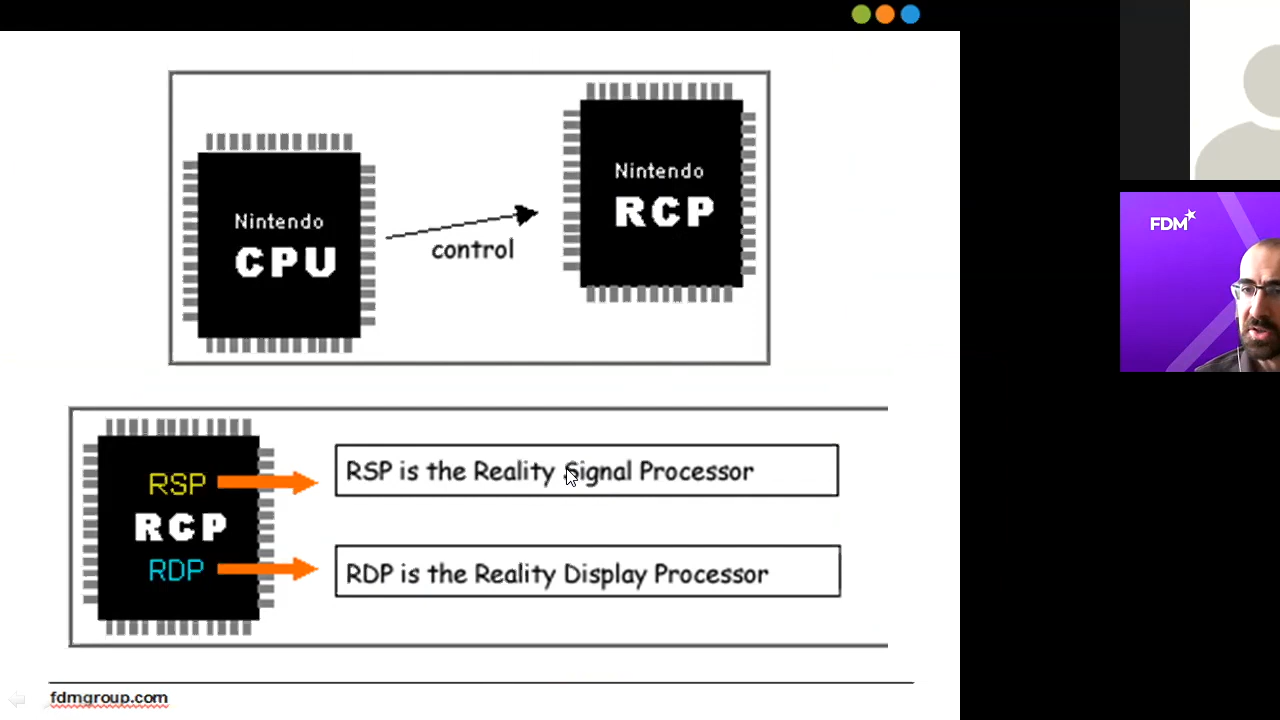 Nintendo
RCP
Nintendo
CPU
control
FDM
RSP
RSP is the Reality Signal Processor
RCP
RDP
RDP is the Reality Display Processor
fdmgroup.com